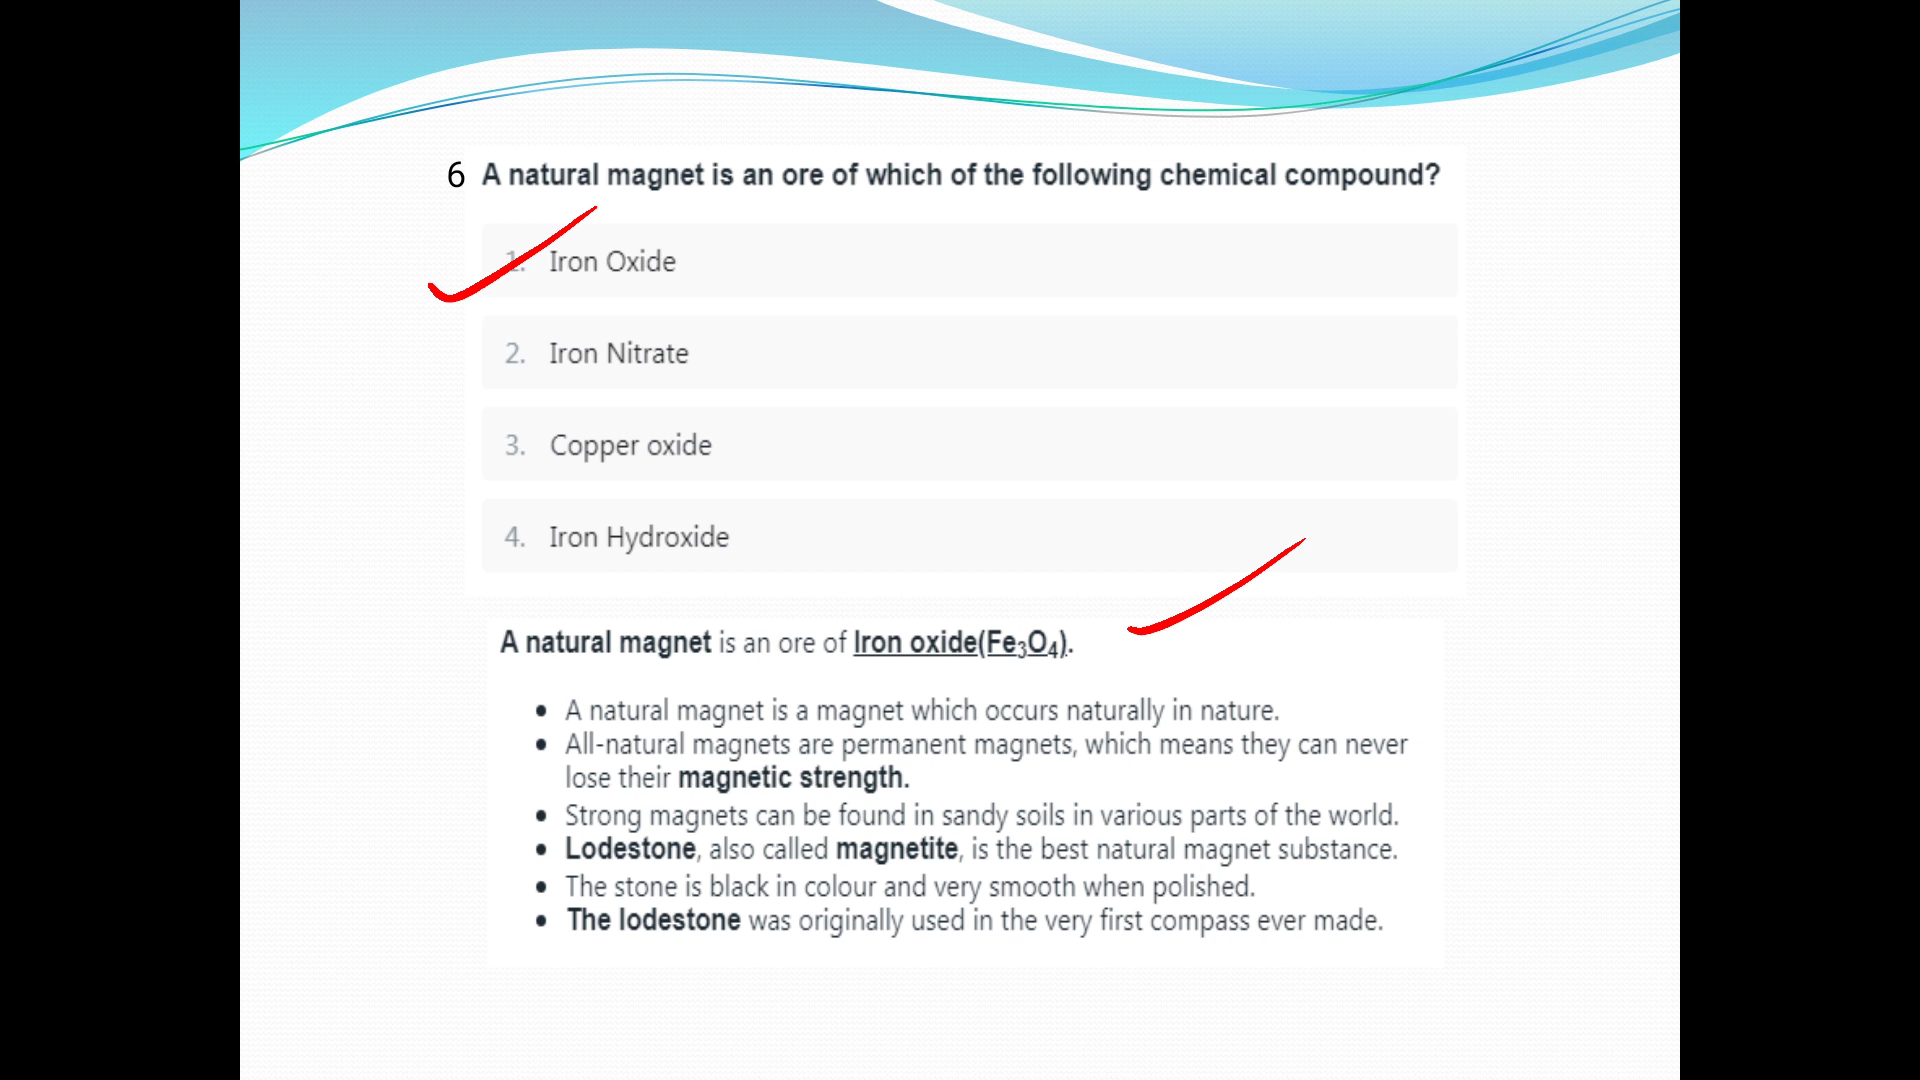 6 A natural magnet is an ore of which of the following chemical compound?
1. Iron Oxide
2. Iron Nitrate
3. Copper oxide
4. Iron Hydroxide
A natural magnet is an ore of Iron oxide(Fe₃O₄).
• A natural magnet is a magnet which occurs naturally in nature.
• All-natural magnets are permanent magnets, which means they can never
lose their magnetic strength.
• Strong magnets can be found in sandy soils in various parts of the world.
• Lodestone, also called magnetite, is the best natural magnet substance.
• The stone is black in colour and very smooth when polished.
• The lodestone was originally used in the very first compass ever made.